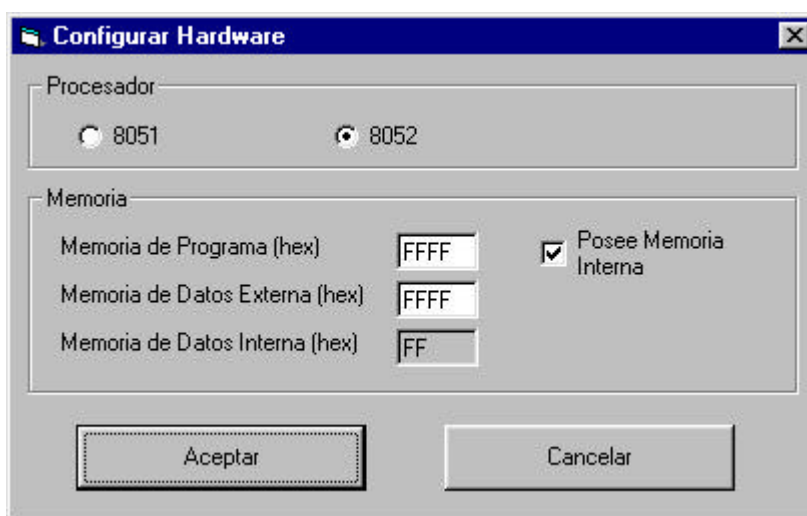 Configurar Hardware
Procesador
8051
8052
Memoria
Memoria de Programa (hex)
FFFF
Posee Memoria
Interna
Memoria de Datos Externa (hex)
FFFF
Memoria de Datos Interna (hex)
FF
Aceptar
Cancelar